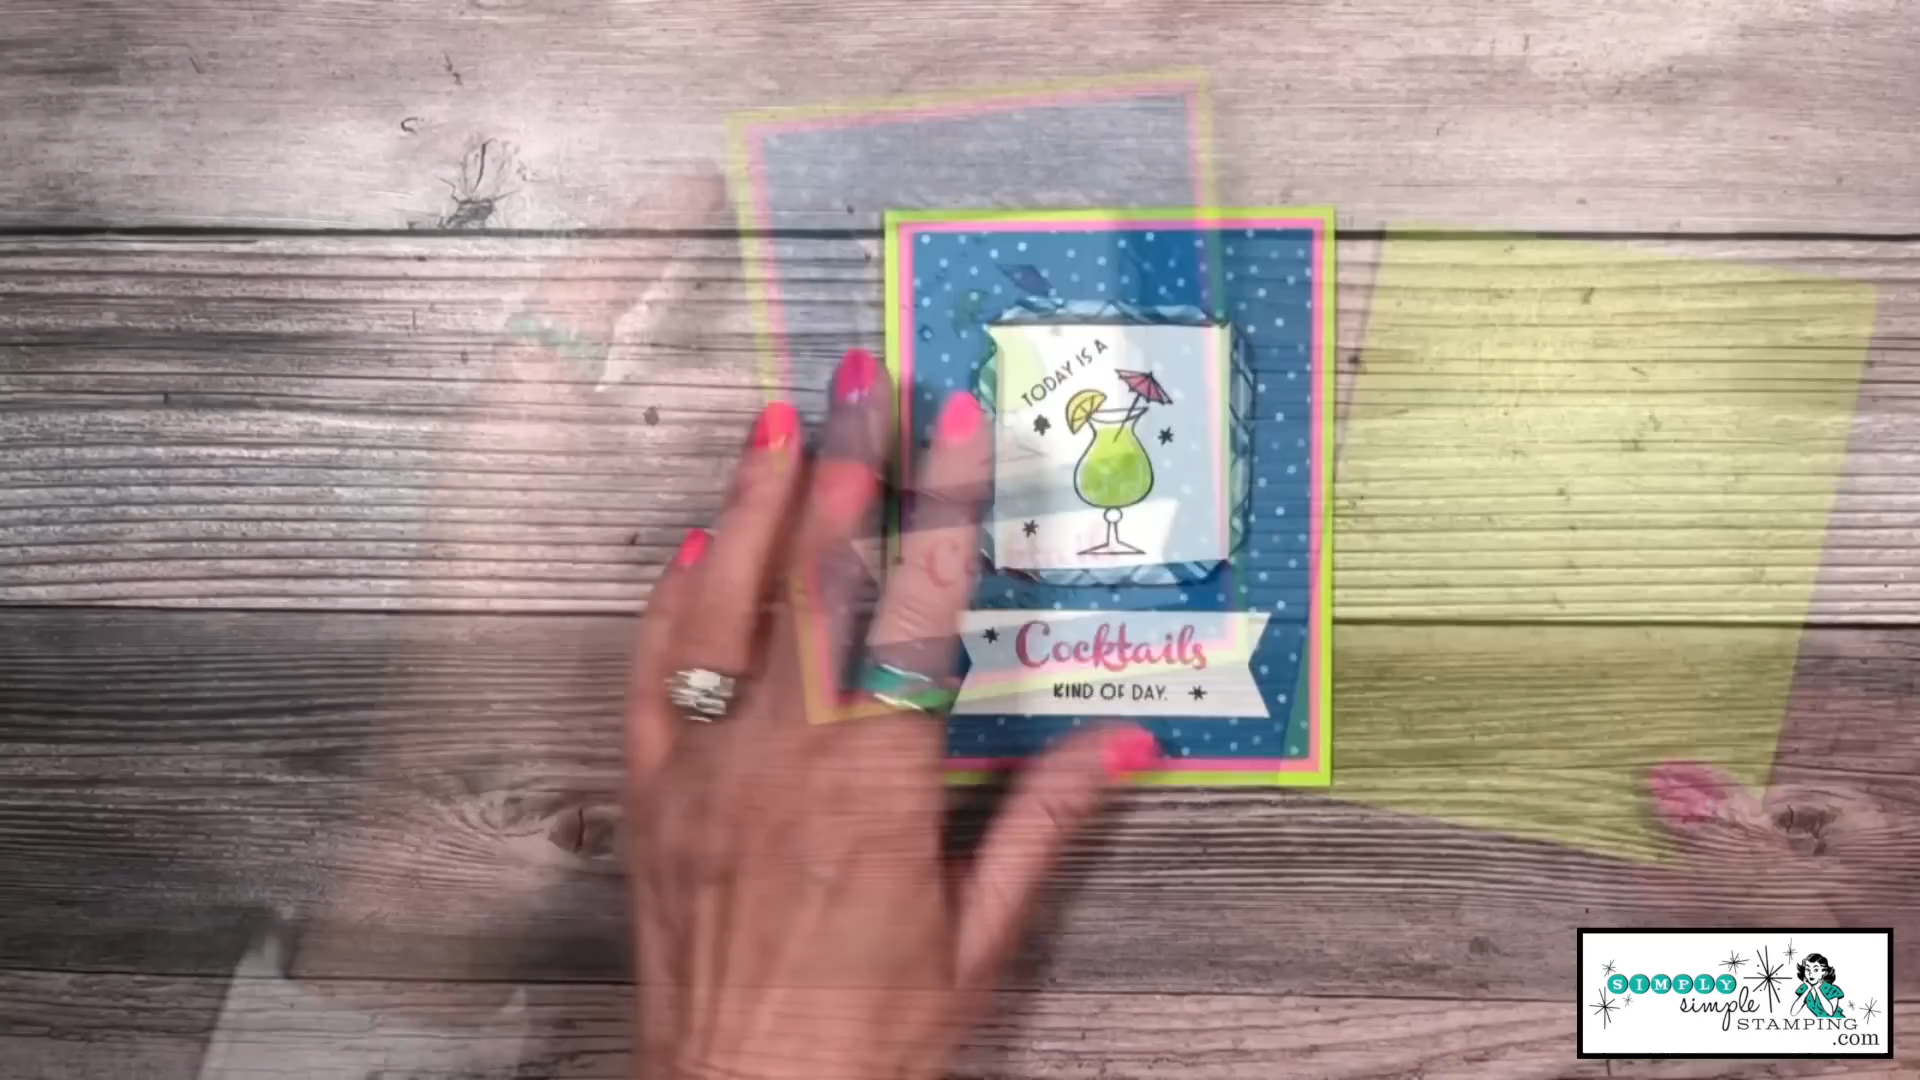 TODAY IS A
Cocktails
KIND OF DAY.
SIMPLY
simple
STAMPING
.com